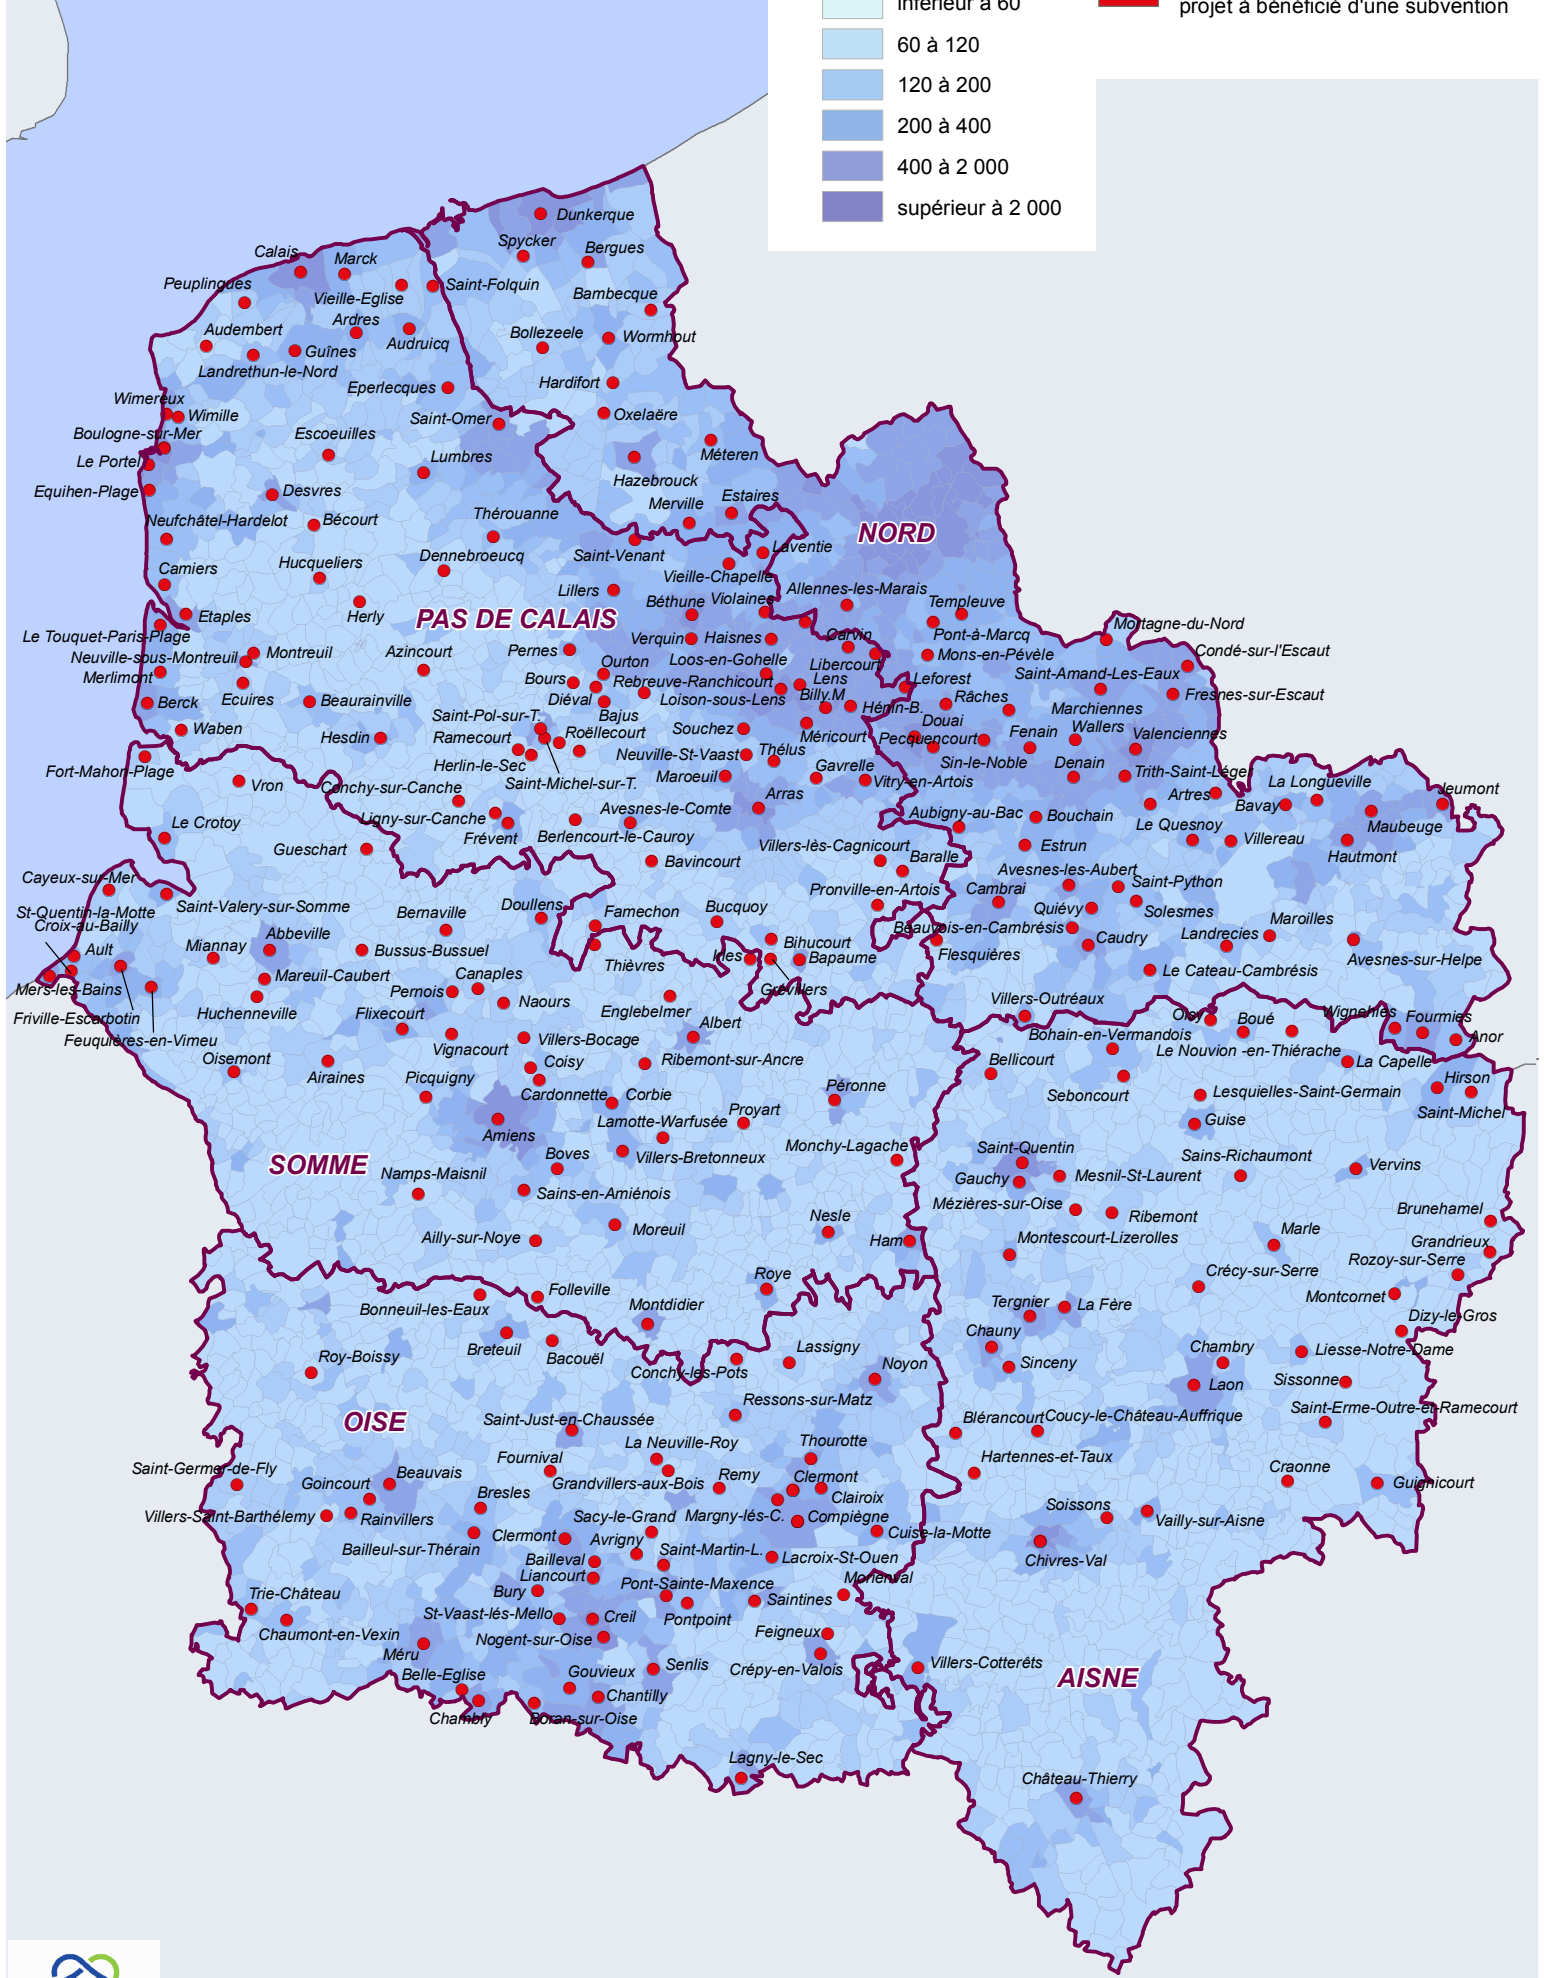 inférieur à 60
projet à bénéficié d'une subvention
60 à 120
120 à 200
200 à 400
400 à 2 000
supérieur à 2 000
Dunkerque
Spycker
Bergues
Calais
Marck
Peuplingues
Vieille-Eglise
Saint-Folquin
Bambecque
Ardres
Audembert
Audruicq
Bollezeele
Wormhout
Guînes
Landrethun-le-Nord
Eperlecques
Hardifort
Wimereux
Wimille
Saint-Omer
Oxelaëre
Boulogne-sur-Mer
Escoeuilles
Méteren
Le Portel
Lumbres
Hazebrouck
Equihen-Plage
Desvres
Merville
Estaires
Neufchâtel-Hardelot
Bécourt
Thérouanne
NORD
Laventie
Hucqueliers
Dennebroeucq
Saint-Venant
Camiers
Vieille-Chapelle
Lillers
Allennes-les-Marais
Herly
Béthune
Violaines
Templeuve
Etaples
PAS DE CALAIS
Le Touquet-Paris-Plage
Verquin
Haisnes
Carvin
Pont-à-Marcq
Mortagne-du-Nord
Neuville-sous-Montreuil
Montreuil
Azincourt
Pernes
Ourton
Loos-en-Gohelle
Libercourt
Mons-en-Pévèle
Condé-sur-l'Escaut
Merlimont
Bours
Rebreuve-Ranchicourt
Lens
Leforest
Saint-Amand-Les-Eaux
Berck
Ecuires
Beaurainville
Diéval
Loison-sous-Lens
Billy.M
Hénin-B.
Râches
Marchiennes
Fresnes-sur-Escaut
Waben
Saint-Pol-sur-T.
Bajus
Souchez
Douai
Wallers
Hesdin
Ramecourt
Roëllecourt
Méricourt
Pecquencourt
Fenain
Valenciennes
Fort-Mahon-Plage
Herlin-le-Sec
Neuville-St-Vaast
Thélus
Sin-le-Noble
Denain
Trith-Saint-Léger
Saint-Michel-sur-T.
Maroeuil
Gavrelle
Vitry-en-Artois
La Longueville
Vron
Conchy-sur-Canche
Arras
Artres
Bavay
Jeumont
Ligny-sur-Canche
Avesnes-le-Comte
Aubigny-au-Bac
Bouchain
Le Crotoy
Frévent
Berlencourt-le-Cauroy
Le Quesnoy
Villereau
Maubeuge
Gueschart
Bavincourt
Villers-lès-Cagnicourt
Baralle
Estrun
Hautmont
Cayeux-sur-Mer
Pronville-en-Artois
Cambrai
Avesnes-les-Aubert
Saint-Python
St-Quentin-la-Motte
Saint-Valery-sur-Somme
Bernaville
Doullens
Famechon
Bucquoy
Quiévy
Solesmes
Croix-au-Bailly
Abbeville
Beauvois-en-Cambrésis
Maroilles
Ault
Miannay
Bussus-Bussuel
Bihucourt
Caudry
Landrecies
Mareuil-Caubert
Canaples
Thièvres
Irles
Bapaume
Flesquières
Avesnes-sur-Helpe
Mers-les-Bains
Pernois
Grévillers
Le Cateau-Cambrésis
Friville-Escarbotin
Huchenneville
Flixecourt
Naours
Englebelmer
Villers-Outréaux
Feuquières-en-Vimeu
Albert
Oisy
Boué
Wignehies
Fourmies
Vignacourt
Villers-Bocage
Bohain-en-Vermandois
Le Nouvion -en-Thiérache
Anor
Oisemont
Coisy
Ribemont-sur-Ancre
Bellicourt
La Capelle
Airaines
Picquigny
Péronne
Hirson
Cardonnette
Corbie
Seboncourt
Lesquielles-Saint-Germain
Proyart
Saint-Michel
Amiens
Lamotte-Warfusée
Guise
Monchy-Lagache
Saint-Quentin
SOMME
Boves
Villers-Bretonneux
Sains-Richaumont
Vervins
Namps-Maisnil
Gauchy
Mesnil-St-Laurent
Sains-en-Amiénois
Mézières-sur-Oise
Ribemont
Brunehamel
Nesle
Moreuil
Marle
Ailly-sur-Noye
Ham
Montescourt-Lizerolles
Grandrieux
Rozoy-sur-Serre
Roye
Crécy-sur-Serre
Folleville
Montcornet
Bonneuil-les-Eaux
Montdidier
Tergnier
La Fère
Dizy-le-Gros
Chauny
Breteuil
Bacouël
Lassigny
Chambry
Liesse-Notre-Dame
Roy-Boissy
Noyon
Sinceny
Conchy-les-Pots
Laon
Sissonne
Ressons-sur-Matz
OISE
Saint-Just-en-Chaussée
Blérancourt
Coucy-le-Château-Auffrique
Saint-Erme-Outre-et-Ramecourt
La Neuville-Roy
Thourotte
Fournival
Hartennes-et-Taux
Saint-Germer-de-Fly
Beauvais
Remy
Craonne
Goincourt
Grandvillers-aux-Bois
Clermont
Guignicourt
Bresles
Clairoix
Soissons
Villers-Saint-Barthélemy
Rainvillers
Sacy-le-Grand
Margny-lés-C.
Compiègne
Vailly-sur-Aisne
Clermont
Avrigny
Cuise-la-Motte
Bailleul-sur-Thérain
Saint-Martin-L.
Lacroix-St-Ouen
Chivres-Val
Bailleval
Liancourt
Morienval
Bury
Pont-Sainte-Maxence
Trie-Château
Saintines
St-Vaast-lés-Mello
Creil
Pontpoint
Chaumont-en-Vexin
Nogent-sur-Oise
Feigneux
Méru
Villers-Cotterêts
Belle-Eglise
Gouvieux
Senlis
Crépy-en-Valois
AISNE
Chantilly
Chambly
Boran-sur-Oise
Lagny-le-Sec
Château-Thierry